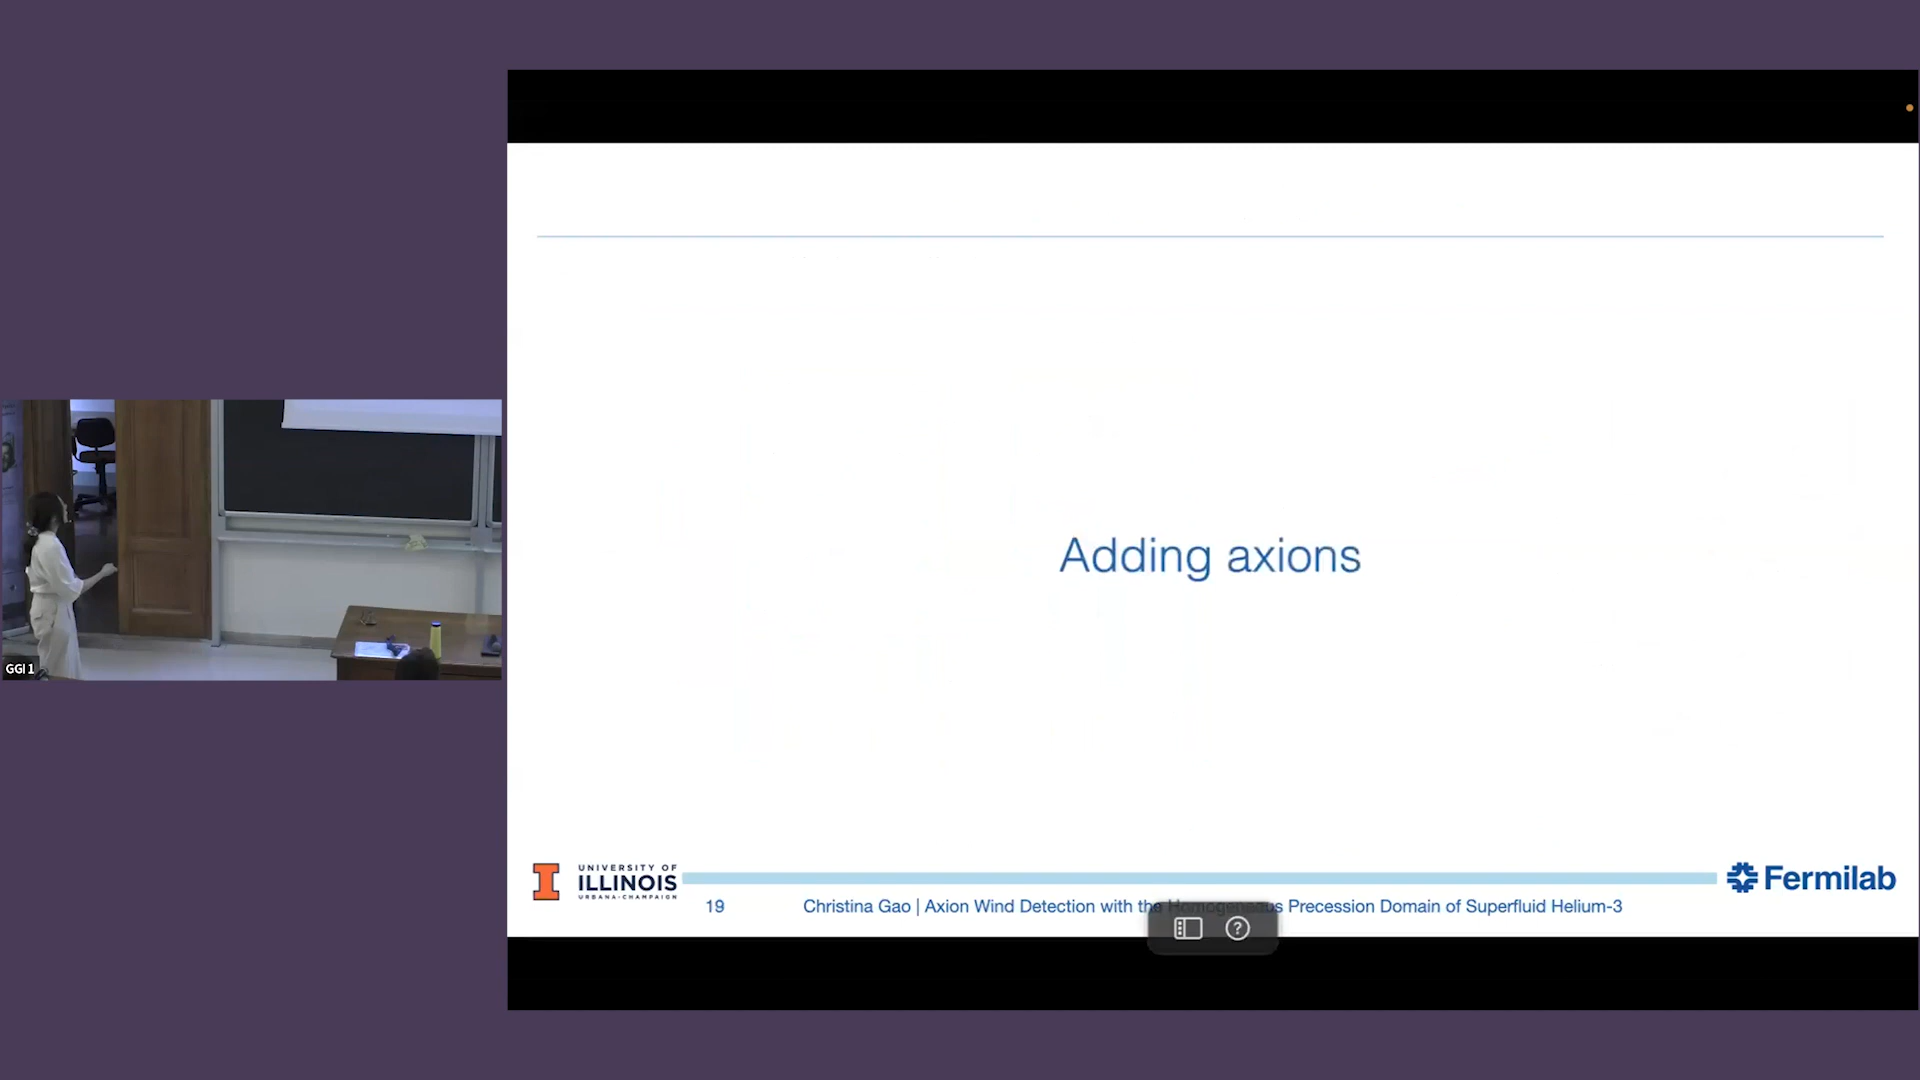 Adding axions
UNIVERSITY OF
ILLINOIS
URBANA-CHAMPAIGN
Fermilab
19
Christina Gao | Axion Wind Detection with the Homogeneous Precession Domain of Superfluid Helium-3
GGI 1